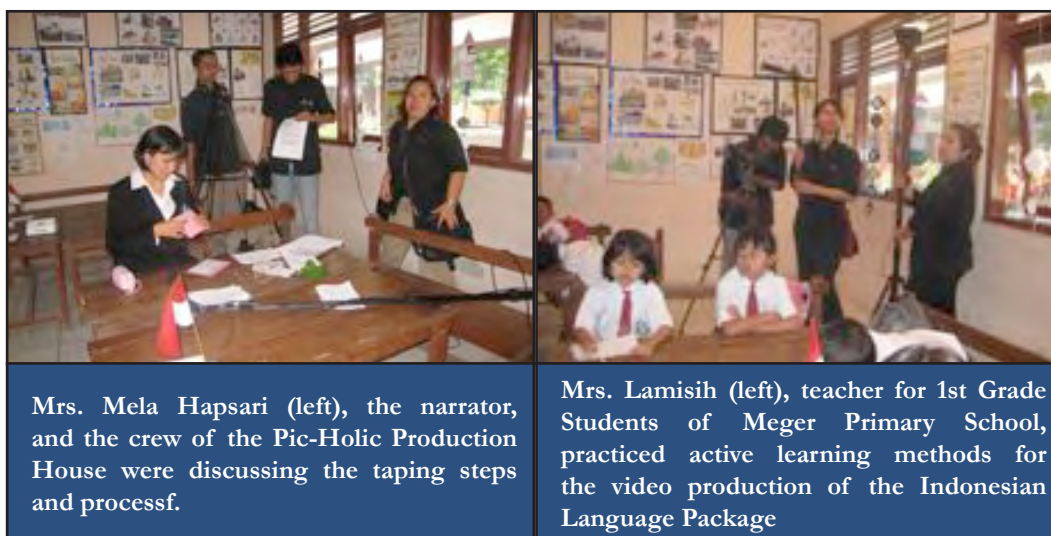 Mrs. Mela Hapsari (left), the narrator,
and the crew of the Pic-Holic Production
House were discussing the taping steps
and processf.
Mrs. Lamisih (left), teacher for 1st Grade
Students of Meger Primary School,
practiced active learning methods for
the video production of the Indonesian
Language Package